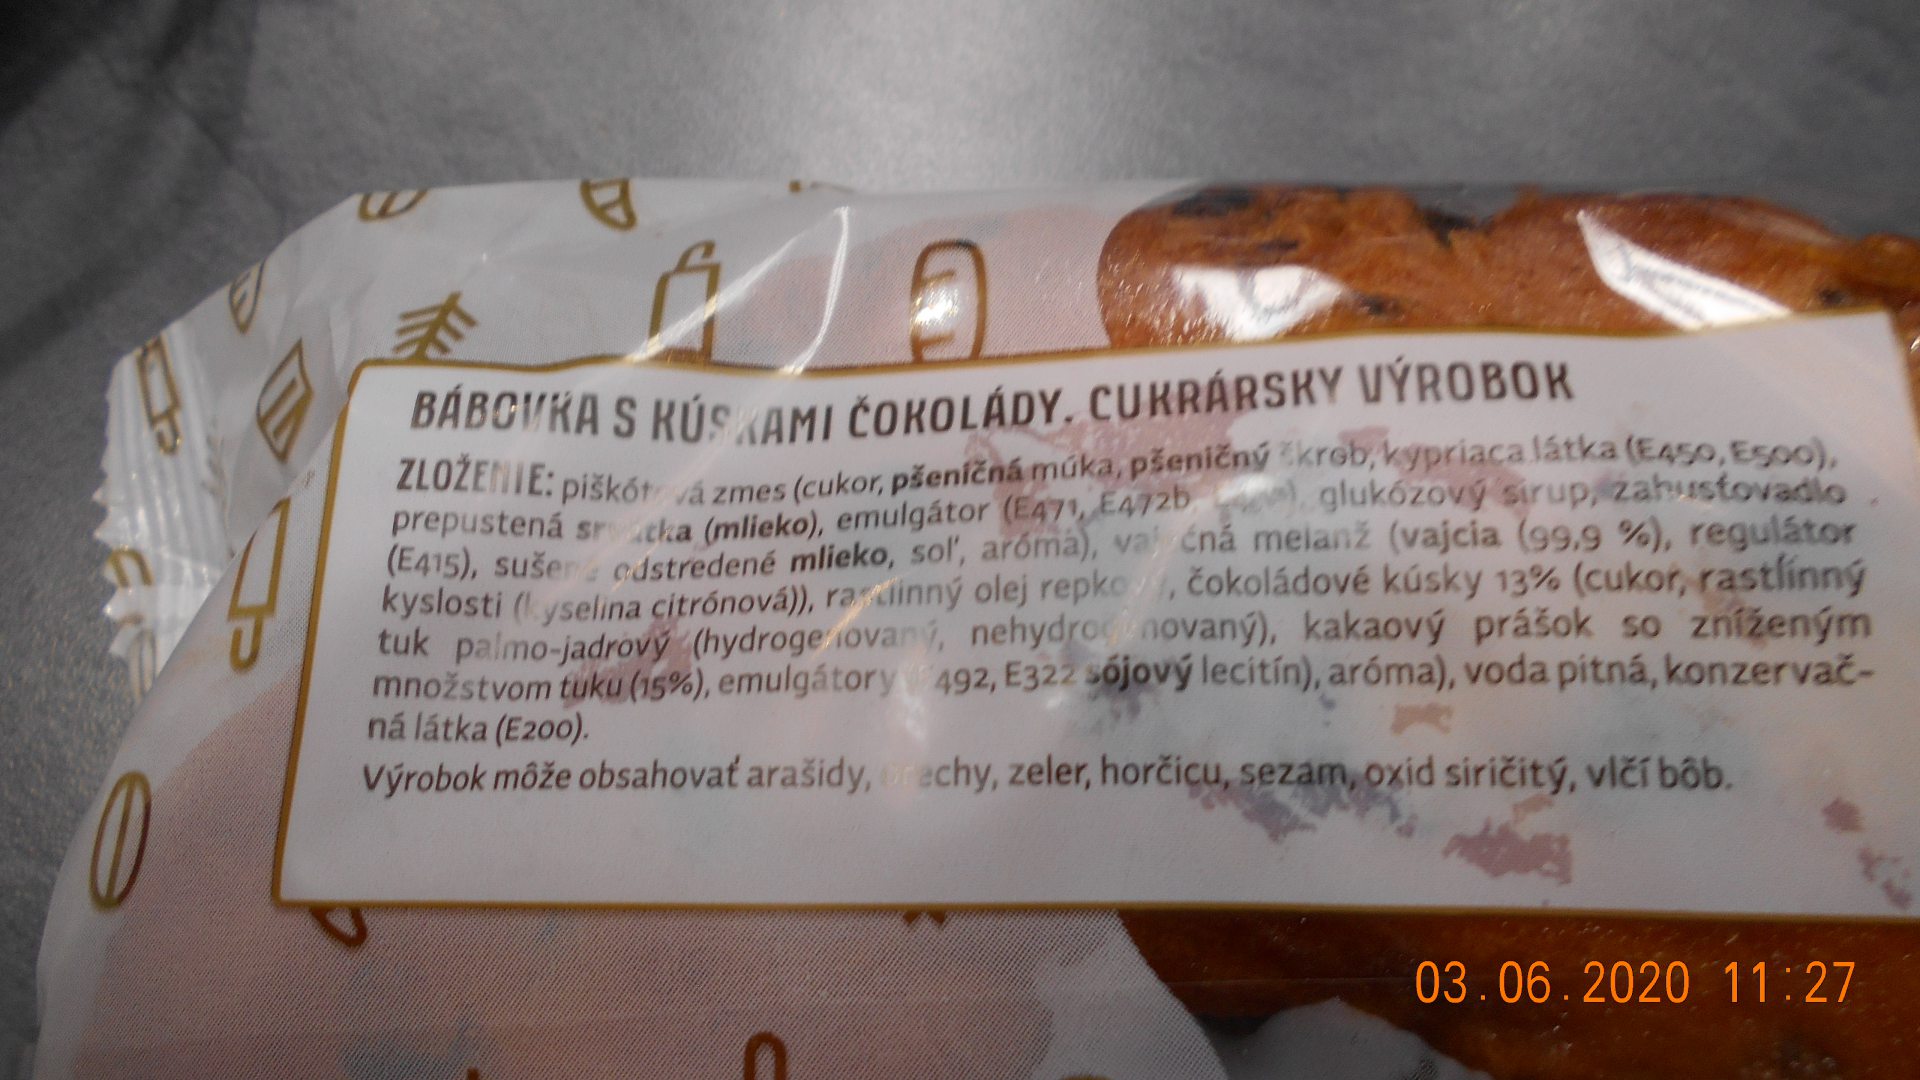 BÁBOVKA S KÚSKAMI ČOKOLÁDY. CUKRÁRSKY VÝROBOK
ZLOŽENIE: piškótová zmes (cukor, pšeničná múka, pšeničný škrob, kypriaca látka (E450, E500),
prepustená srvátka (mlieko), emulgátor (E471, E472b, glukózový sirup, zahusťovadlo
(E415), sušené odstredené mlieko, soľ, aróma), vaječná melanž (vajcia (99,9 %), regulátor
kyslosti (kyselina citrónová)), rastlinný olej repkový, čokoládové kúsky 13% (cukor, rastlinný
tuk palmo-jadrový (hydrogenovaný, nehydrogenovaný), kakaový prášok so zníženým
množstvom tuku (15%), emulgátory (E492, E322 sójový lecitín), aróma), voda pitná, konzervač-
ná látka (E200).
Výrobok môže obsahovať arašidy, orechy, zeler, horčicu, sezam, oxid siričitý, vlčí bôb.
03.06.2020 11:27